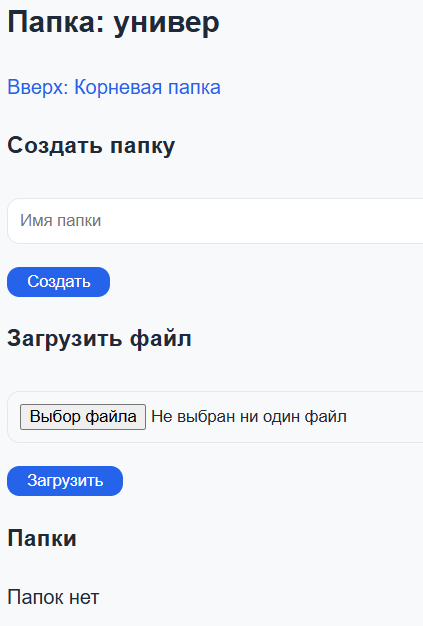 Папка: универ
Вверх: Корневая папка
Создать папку
Имя папки
Создать
Загрузить файл
Выбор файла Не выбран ни один файл
Загрузить
Папки
Папок нет